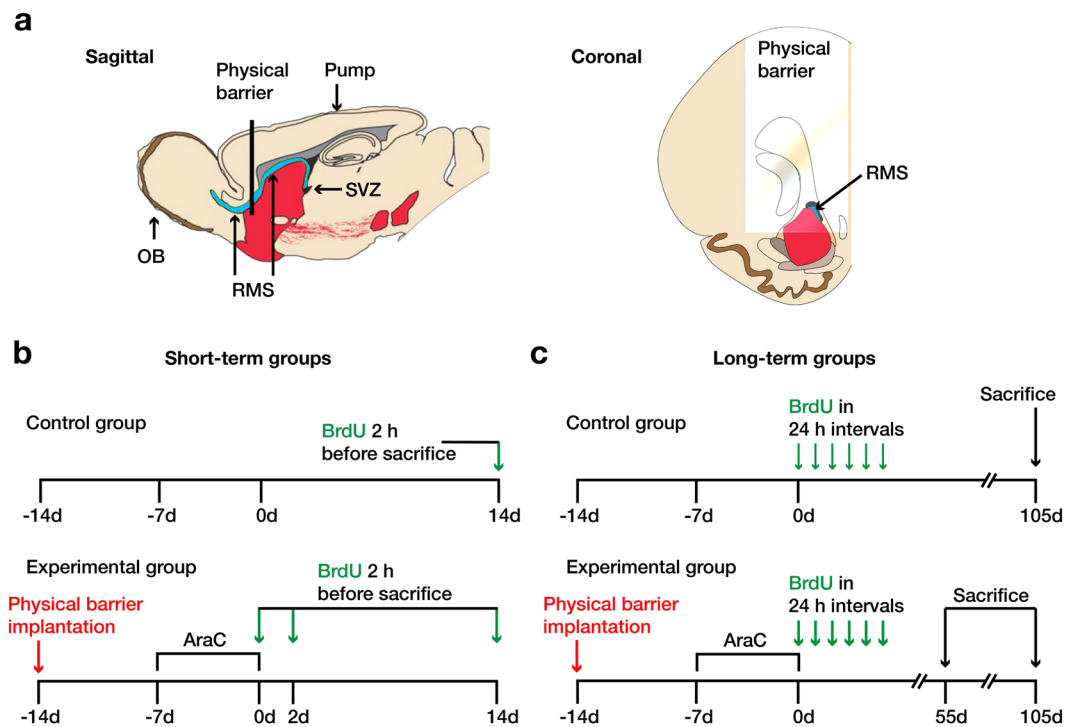 a
Sagittal
Physical
barrier
Pump
SVZ
OB
RMS
Coronal
Physical
barrier
RMS
b
Short-term groups
Control group
BrdU 2 h
before sacrifice
-14d
-7d
0d
14d
Experimental group
Physical barrier
implantation
AraC
BrdU 2 h
before sacrifice
-14d
-7d
0d
2d
14d
c
Long-term groups
Control group
BrdU in
24 h intervals
Sacrifice
-14d
-7d
0d
105d
Experimental group
Physical barrier
implantation
AraC
BrdU in
24 h intervals
Sacrifice
-14d
-7d
0d
55d
105d